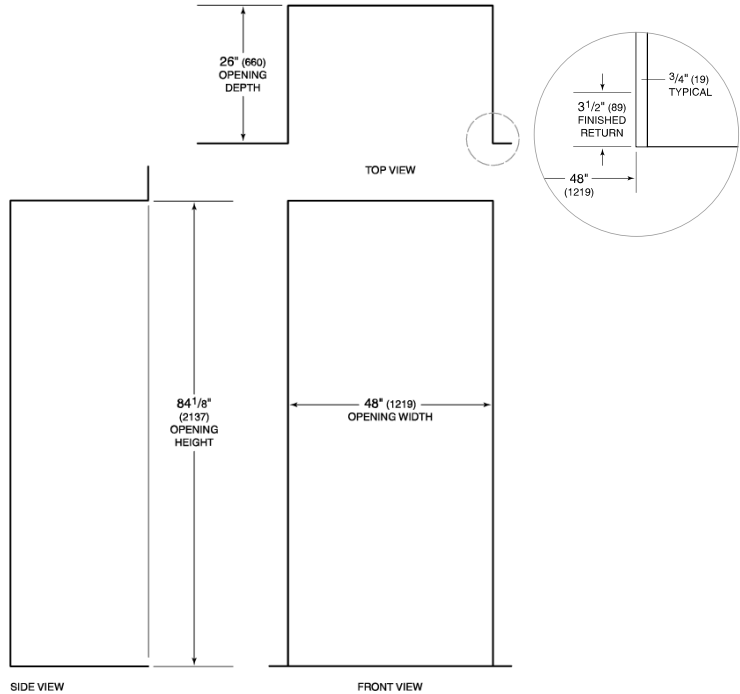 26" (660)
OPENING
DEPTH
TOP VIEW
3/4" (19)
TYPICAL
3 1/2" (89)
FINISHED
RETURN
48"
(1219)
84 1/8"
(2137)
OPENING
HEIGHT
48" (1219)
OPENING WIDTH
SIDE VIEW
FRONT VIEW